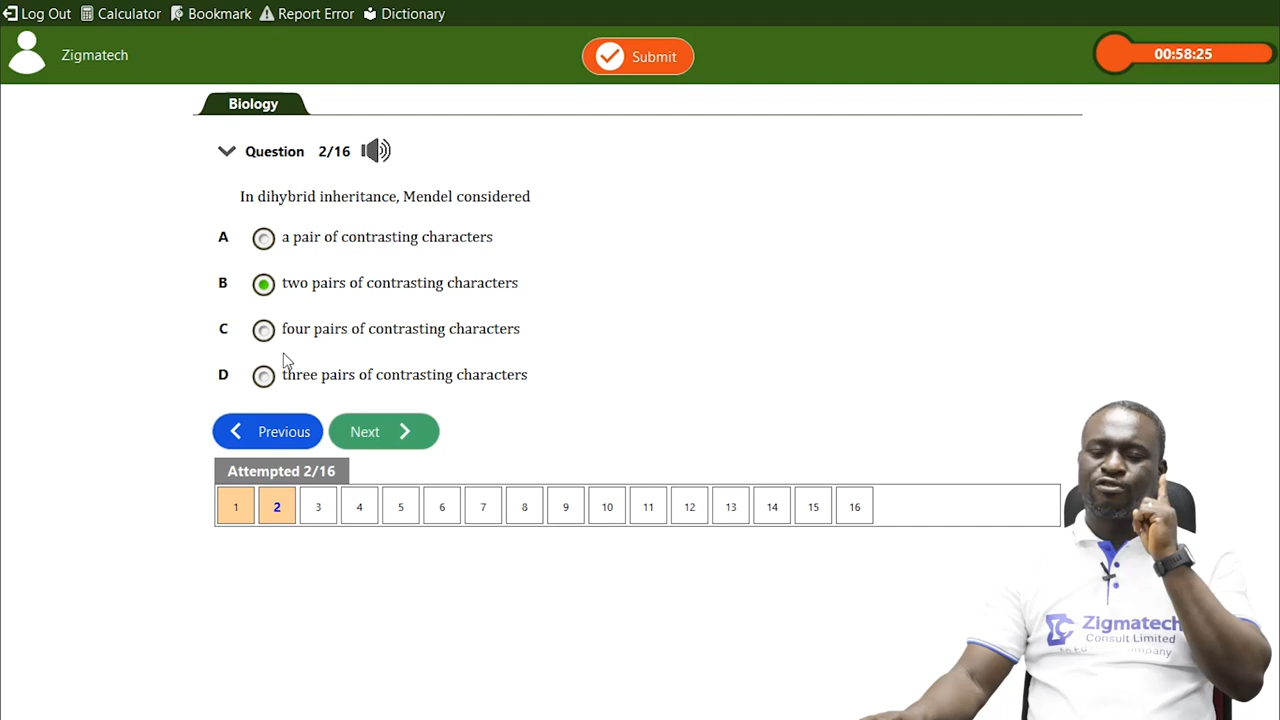 Log Out Calculator Bookmark Report Error Dictionary
Zigmatech
Submit
00:58:25
Biology
Question 2/16
In dihybrid inheritance, Mendel considered
A a pair of contrasting characters
B two pairs of contrasting characters
C four pairs of contrasting characters
D three pairs of contrasting characters
Previous Next
Attempted 2/16
1 2 3 4 5 6 7 8 9 10 11 12 13 14 15 16
Zigmatech
Consult Limited